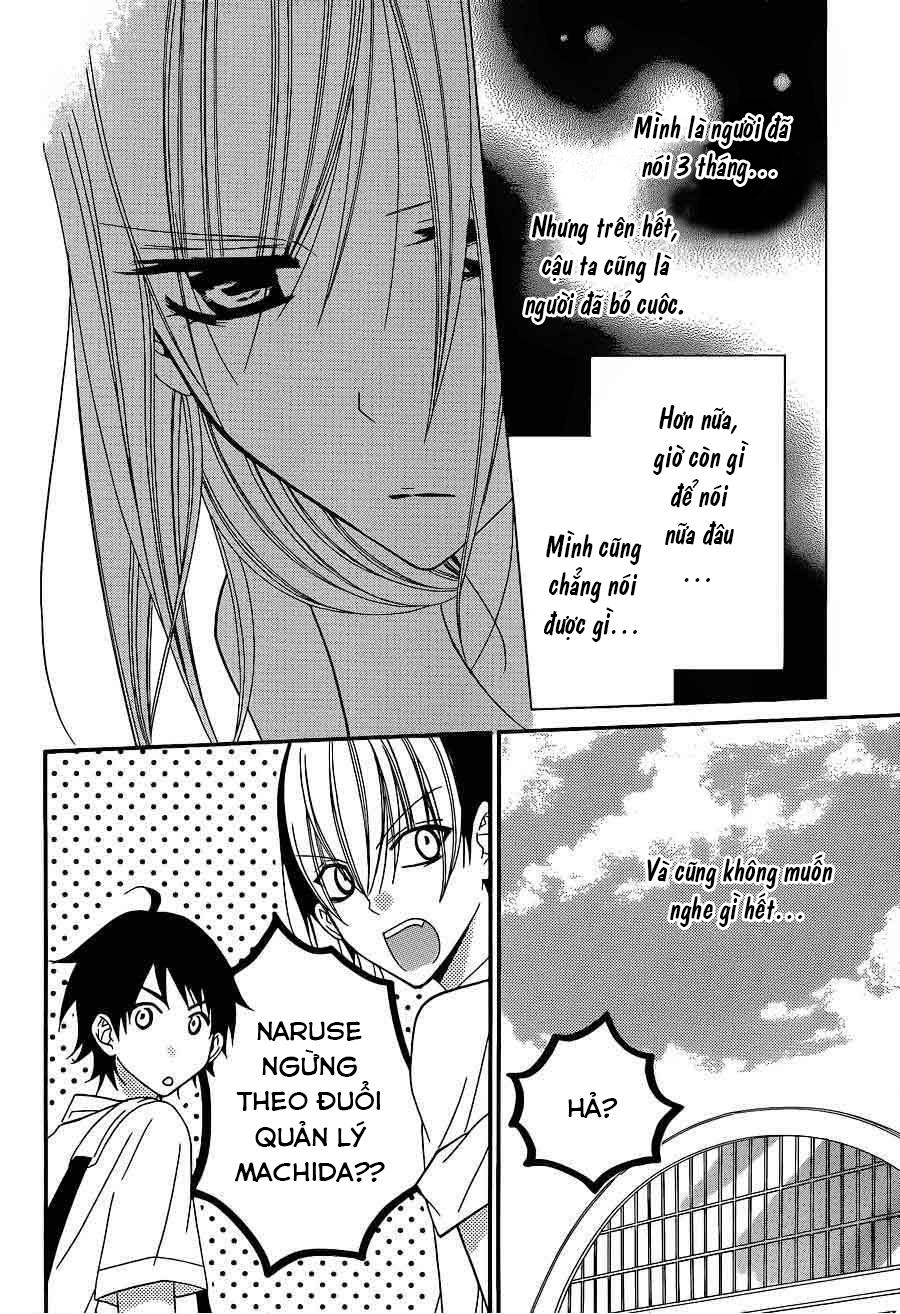 Mình là người đã
nói 3 tháng...
Nhưng trên hết,
cậu ta cũng là
người đã bỏ cuộc.
Hơn nữa,
giờ còn gì
để nói
nữa đâu
...
Mình cũng
chẳng nói
được gì...
Và cũng không muốn
nghe gì hết...
HẢ?
NARUSE
NGỪNG
THEO ĐUỔI
QUẢN LÝ
MACHIDA??